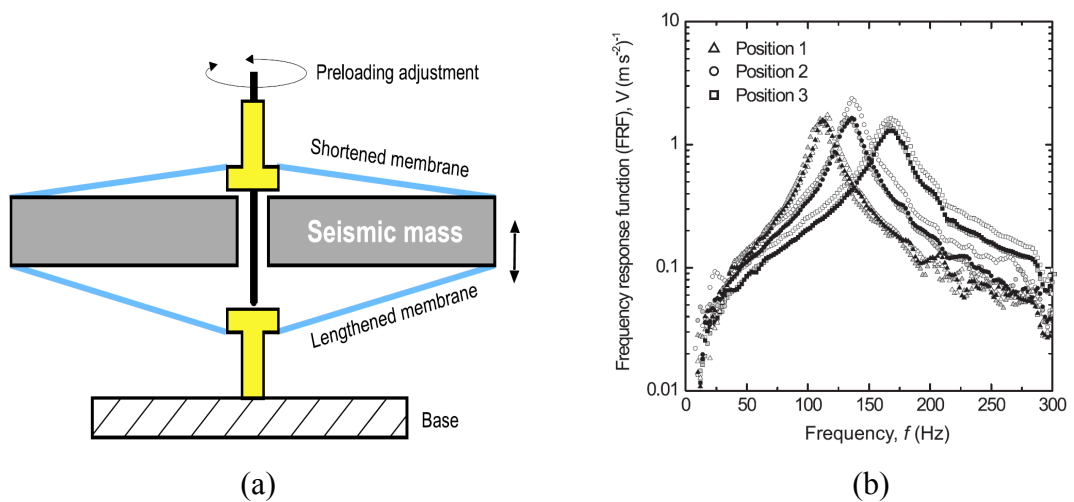 Preloading adjustment
Shortened membrane
Seismic mass
Lengthened membrane
Base
(a)
Frequency response function (FRF), V (m s⁻²)⁻¹
10
1
0.1
0.01
Position 1
Position 2
Position 3
0 50 100 150 200 250 300
Frequency, f (Hz)
(b)